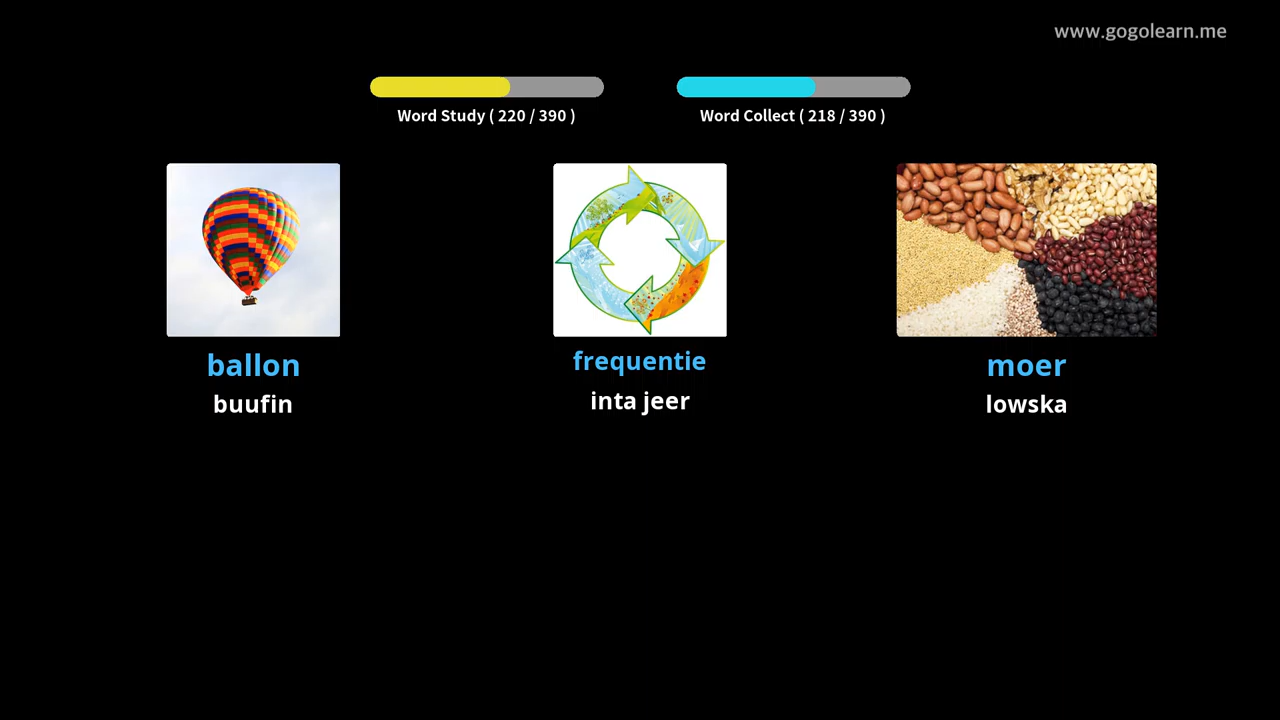 www.gogolearn.me
Word Study ( 220 / 390 )
Word Collect ( 218 / 390 )
ballon
buufin
frequentie
inta jeer
moer
lowska